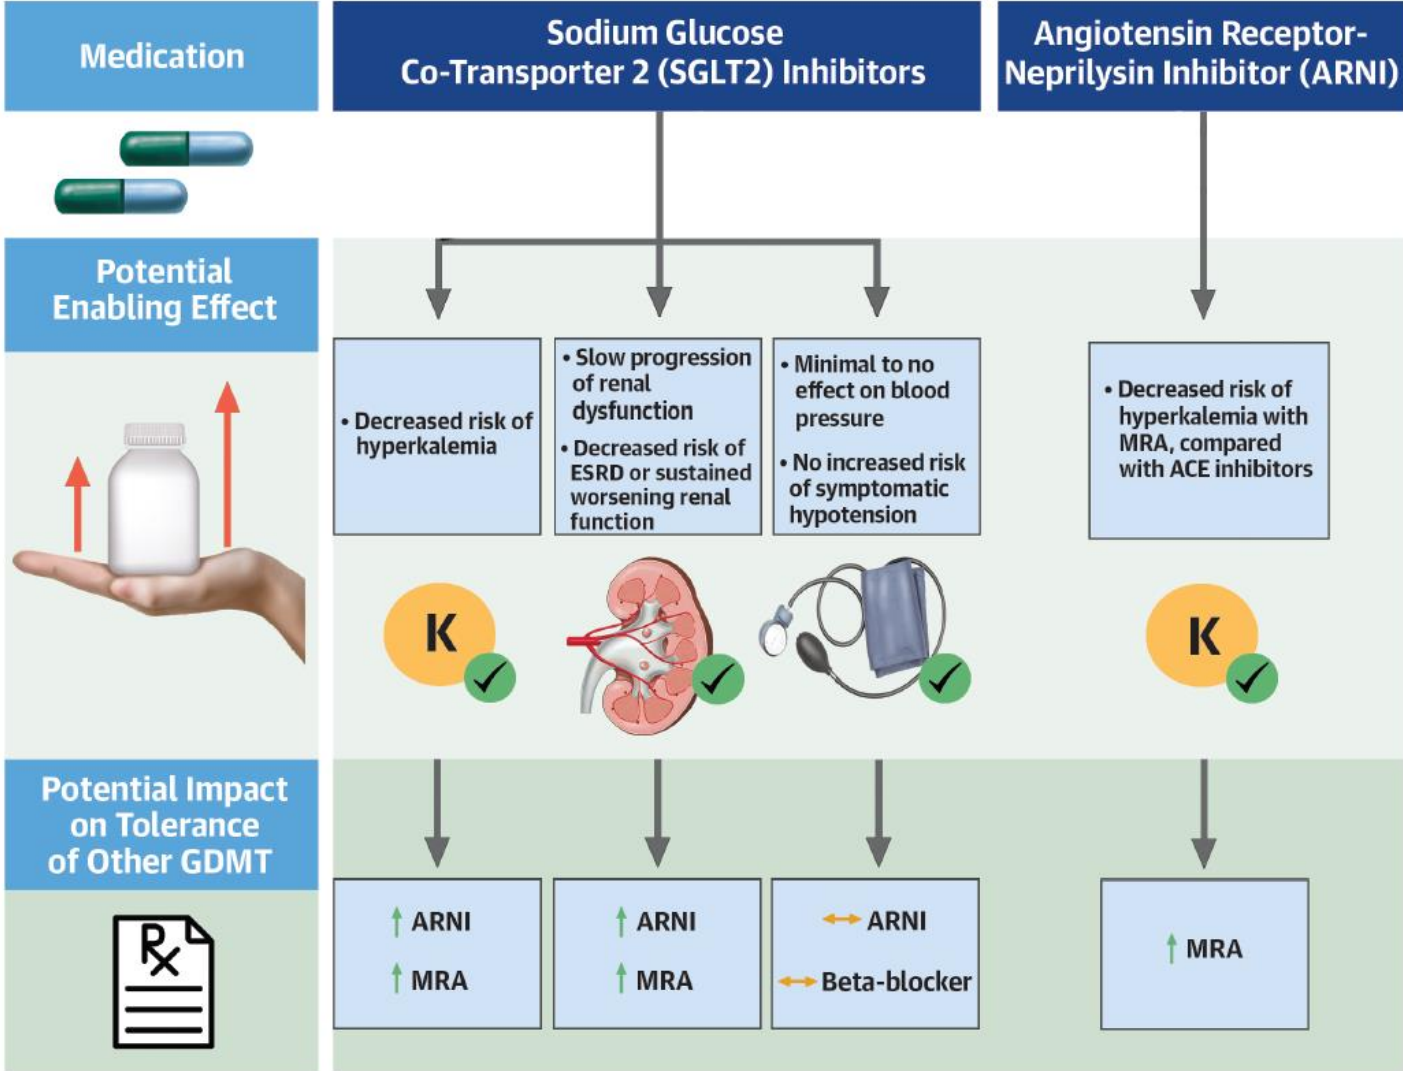 Medication
Sodium Glucose
Co-Transporter 2 (SGLT2) Inhibitors
Angiotensin Receptor-
Neprilysin Inhibitor (ARNI)
Potential
Enabling Effect
• Decreased risk of
hyperkalemia
• Slow progression
of renal
dysfunction
• Decreased risk of
ESRD or sustained
worsening renal
function
• Minimal to no
effect on blood
pressure
• No increased risk
of symptomatic
hypotension
• Decreased risk of
hyperkalemia with
MRA, compared
with ACE inhibitors
K
K
Potential Impact
on Tolerance
of Other GDMT
Rx
↑ ARNI
↑ MRA
↑ ARNI
↑ MRA
↔ ARNI
↔ Beta-blocker
↑ MRA